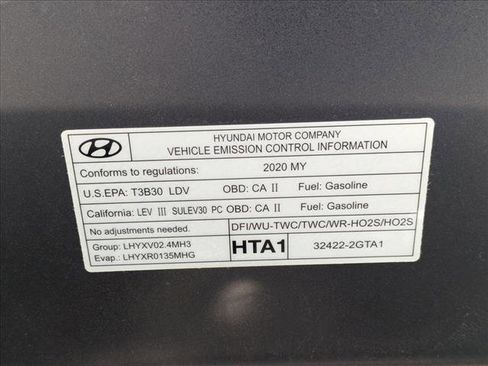 HYUNDAI MOTOR COMPANY
VEHICLE EMISSION CONTROL INFORMATION
Conforms to regulations: 2020 MY
U.S.EPA: T3B30 LDV OBD: CA II Fuel: Gasoline
California: LEV III SULEV30 PC OBD: CA II Fuel: Gasoline
No adjustments needed. DFI/WU-TWC/TWC/WR-HO2S/HO2S
Group: LHYXV02.4MH3
Evap.: LHYXR0135MHG
HTA1 32422-2GTA1